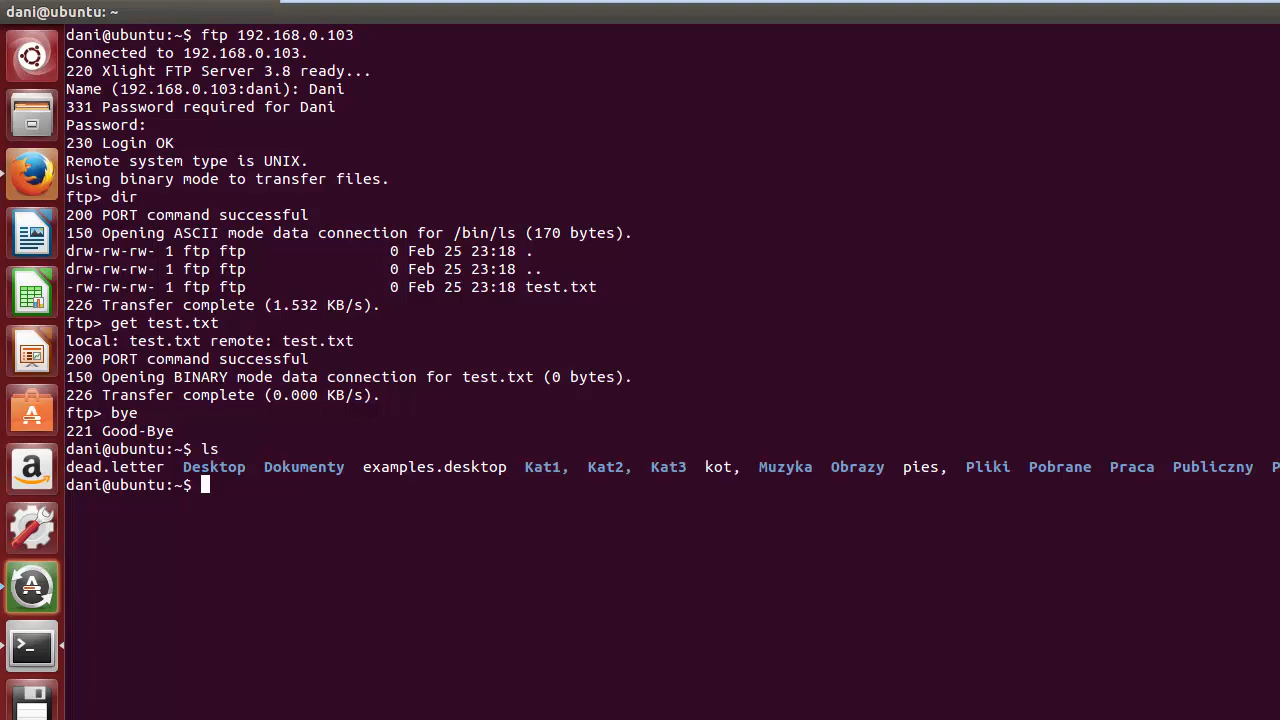 dani@ubuntu: ~
dani@ubuntu:~$ ftp 192.168.0.103
Connected to 192.168.0.103.
220 Xlight FTP Server 3.8 ready...
Name (192.168.0.103:dani): Dani
331 Password required for Dani
Password:
230 Login OK
Remote system type is UNIX.
Using binary mode to transfer files.
ftp> dir
200 PORT command successful
150 Opening ASCII mode data connection for /bin/ls (170 bytes).
drw-rw-rw- 1 ftp ftp                0 Feb 25 23:18 .
drw-rw-rw- 1 ftp ftp                0 Feb 25 23:18 ..
-rw-rw-rw- 1 ftp ftp                0 Feb 25 23:18 test.txt
226 Transfer complete (1.532 KB/s).
ftp> get test.txt
local: test.txt remote: test.txt
200 PORT command successful
150 Opening BINARY mode data connection for test.txt (0 bytes).
226 Transfer complete (0.000 KB/s).
ftp> bye
221 Good-Bye
dani@ubuntu:~$ ls
dead.letter  Desktop  Dokumenty  examples.desktop  Kat1,  Kat2,  Kat3  kot,  Muzyka  Obrazy  pies,  Pliki  Pobrane  Praca  Publiczny  P
dani@ubuntu:~$